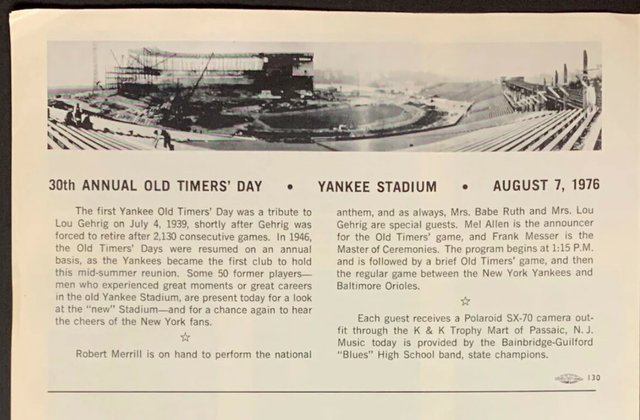 30th ANNUAL OLD TIMERS' DAY • YANKEE STADIUM • AUGUST 7, 1976
The first Yankee Old Timers' Day was a tribute to
Lou Gehrig on July 4, 1939, shortly after Gehrig was
forced to retire after 2,130 consecutive games. In 1946,
the Old Timers' Days were resumed on an annual
basis, as the Yankees became the first club to hold
this mid-summer reunion. Some 50 former players—
men who experienced great moments or great careers
in the old Yankee Stadium, are present today for a look
at the "new" Stadium—and for a chance again to hear
the cheers of the New York fans.
☆
Robert Merrill is on hand to perform the national
anthem, and as always, Mrs. Babe Ruth and Mrs. Lou
Gehrig are special guests. Mel Allen is the announcer
for the Old Timers' game, and Frank Messer is the
Master of Ceremonies. The program begins at 1:15 P.M.
and is followed by a brief Old Timers' game, and then
the regular game between the New York Yankees and
Baltimore Orioles.
☆
Each guest receives a Polaroid SX-70 camera out-
fit through the K & K Trophy Mart of Passaic, N. J.
Music today is provided by the Bainbridge-Guilford
"Blues" High School band, state champions.
130